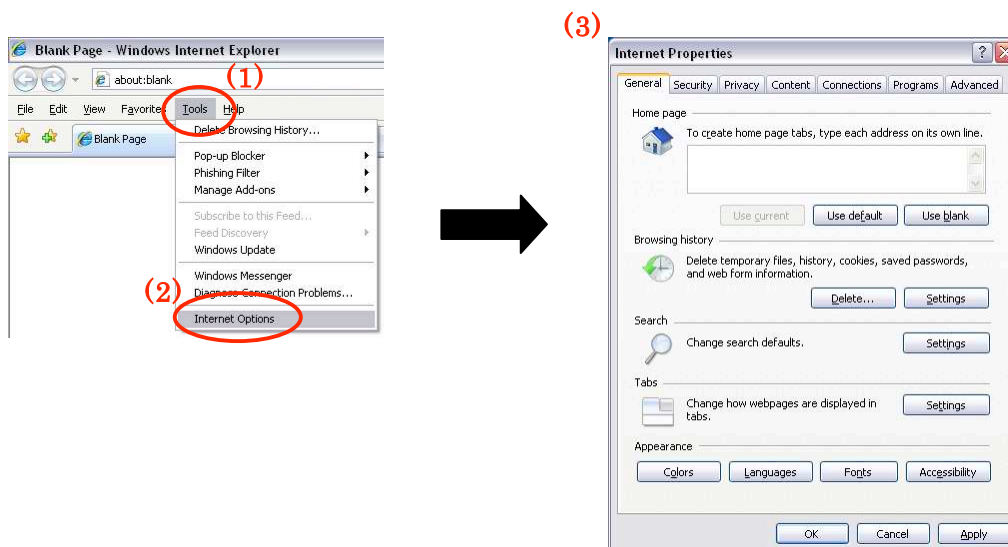 (3)
Blank Page - Windows Internet Explorer
about:blank
(1)
File Edit View Favorites Tools Help
Blank Page
Delete Browsing History...
Pop-up Blocker
Phishing Filter
Manage Add-ons
Subscribe to this Feed...
Feed Discovery
Windows Update
Windows Messenger
(2)
Diagnose Connection Problems...
Internet Options
Internet Properties
General Security Privacy Content Connections Programs Advanced
Home page
To create home page tabs, type each address on its own line.
Use current Use default Use blank
Browsing history
Delete temporary files, history, cookies, saved passwords,
and web form information.
Delete... Settings
Search
Change search defaults.
Settings
Tabs
Change how webpages are displayed in
tabs.
Settings
Appearance
Colors Languages Fonts Accessibility
OK Cancel Apply